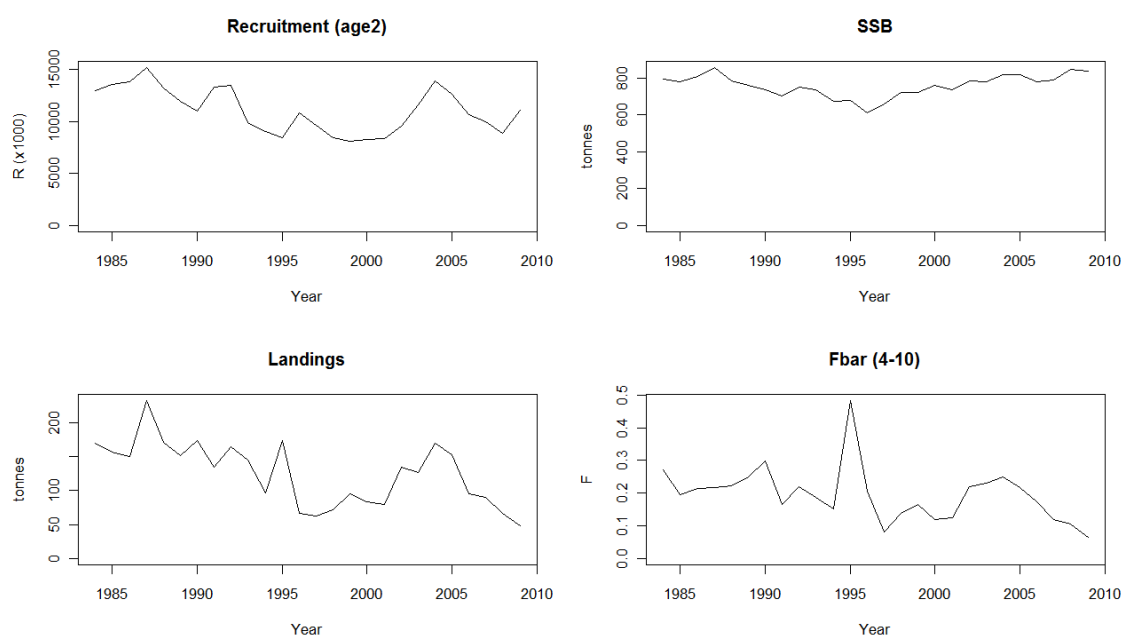 Recruitment (age2)
R (x1000)
15000
10000
5000
0
1985 1990 1995 2000 2005 2010
Year
SSB
tonnes
800
600
400
200
0
1985 1990 1995 2000 2005 2010
Year
Landings
tonnes
200
100
50
0
1985 1990 1995 2000 2005 2010
Year
Fbar (4-10)
F
0.5
0.4
0.3
0.2
0.1
0.0
1985 1990 1995 2000 2005 2010
Year